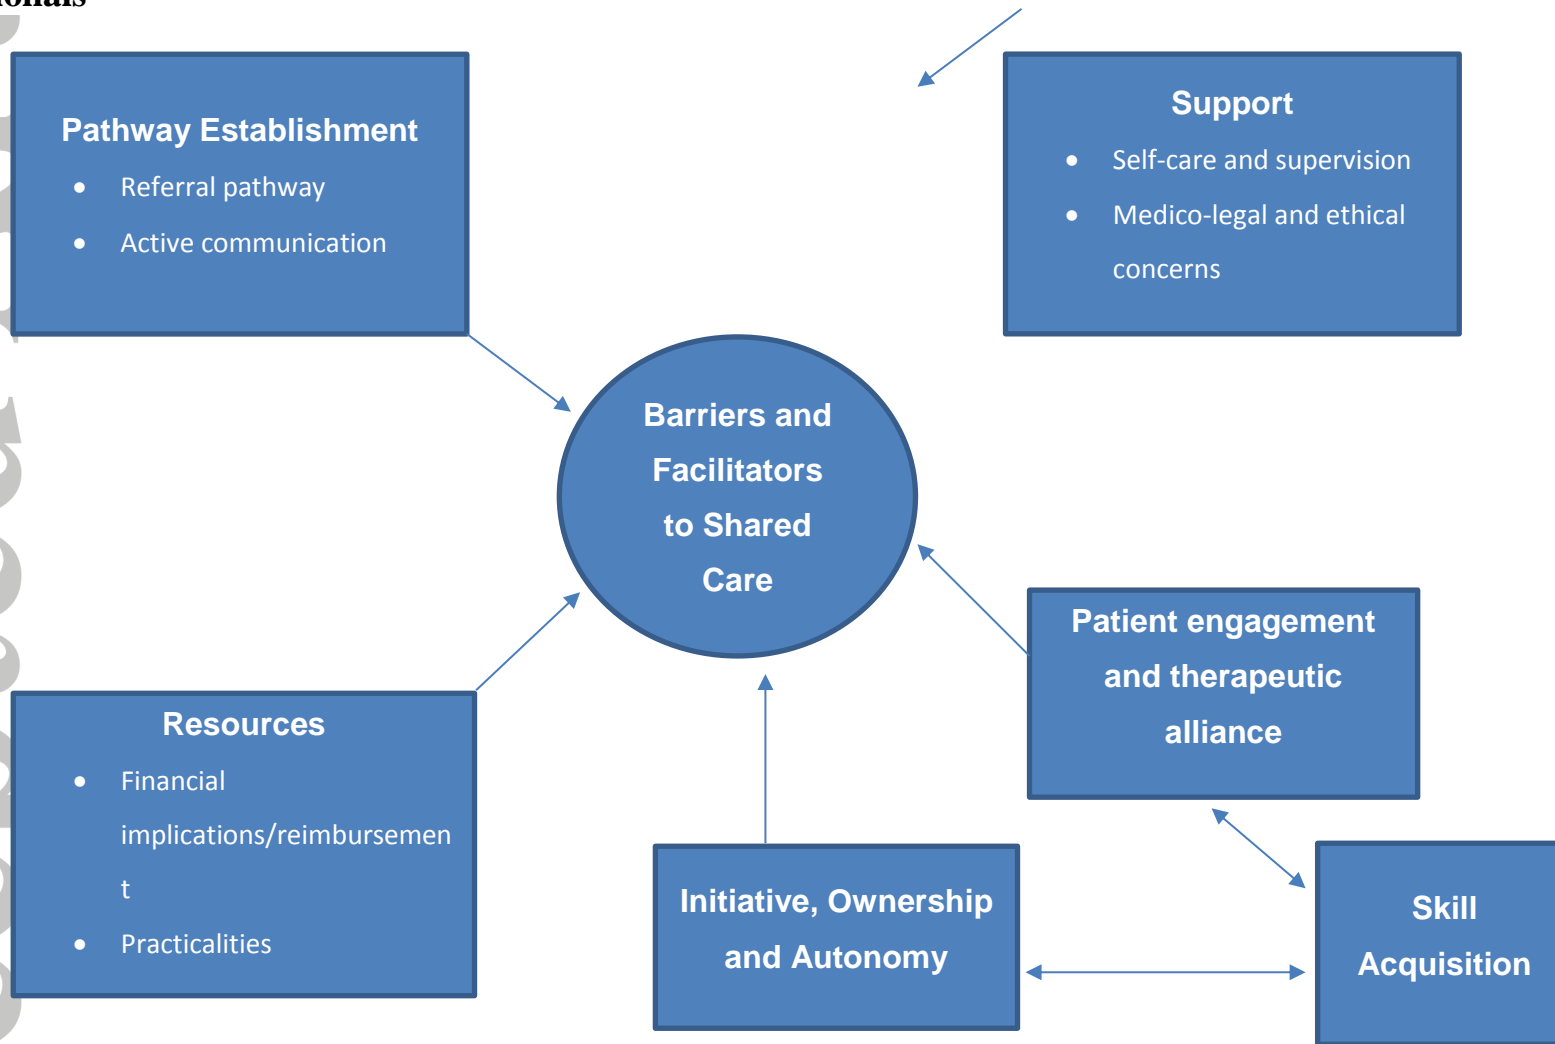 Pathway Establishment
• Referral pathway
• Active communication
Support
• Self-care and supervision
• Medico-legal and ethical
concerns
Barriers and
Facilitators
to Shared
Care
Patient engagement
and therapeutic
alliance
Resources
• Financial
implications/reimbursemen
t
• Practicalities
Initiative, Ownership
and Autonomy
Skill
Acquisition